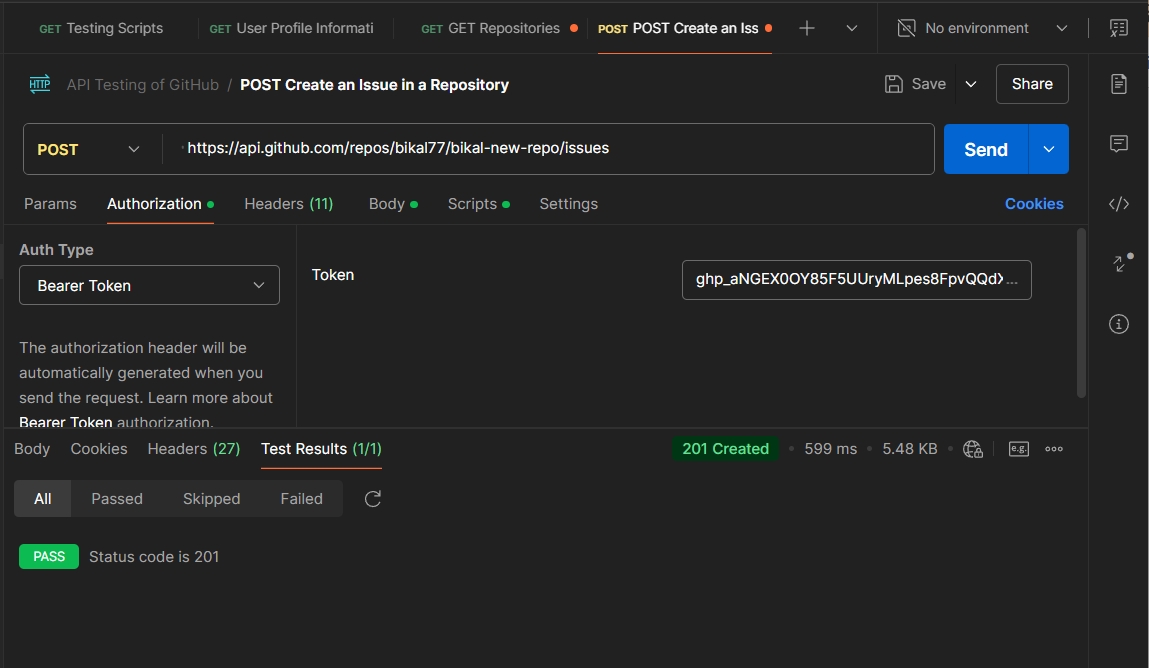 GET Testing Scripts GET User Profile Informati GET GET Repositories POST POST Create an Iss No environment
HTTP API Testing of GitHub / POST Create an Issue in a Repository Save Share
POST https://api.github.com/repos/bikal77/bikal-new-repo/issues Send
Params Authorization Headers (11) Body Scripts Settings Cookies
Auth Type
Bearer Token
Token ghp_aNGEX0OY85F5UUryMLpes8FpvQQdX...
The authorization header will be
automatically generated when you
send the request. Learn more about
Bearer Token authorization.
Body Cookies Headers (27) Test Results (1/1) 201 Created • 599 ms • 5.48 KB • e.g.
All Passed Skipped Failed
PASS Status code is 201